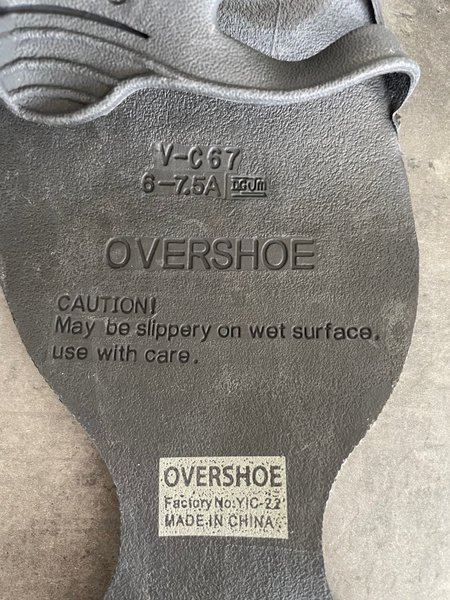 V-C67
6-7.5A
OVERSHOE
CAUTION!
May be slippery on wet surface,
use with care.
OVERSHOE
Factory No:YIC-22
MADE IN CHINA